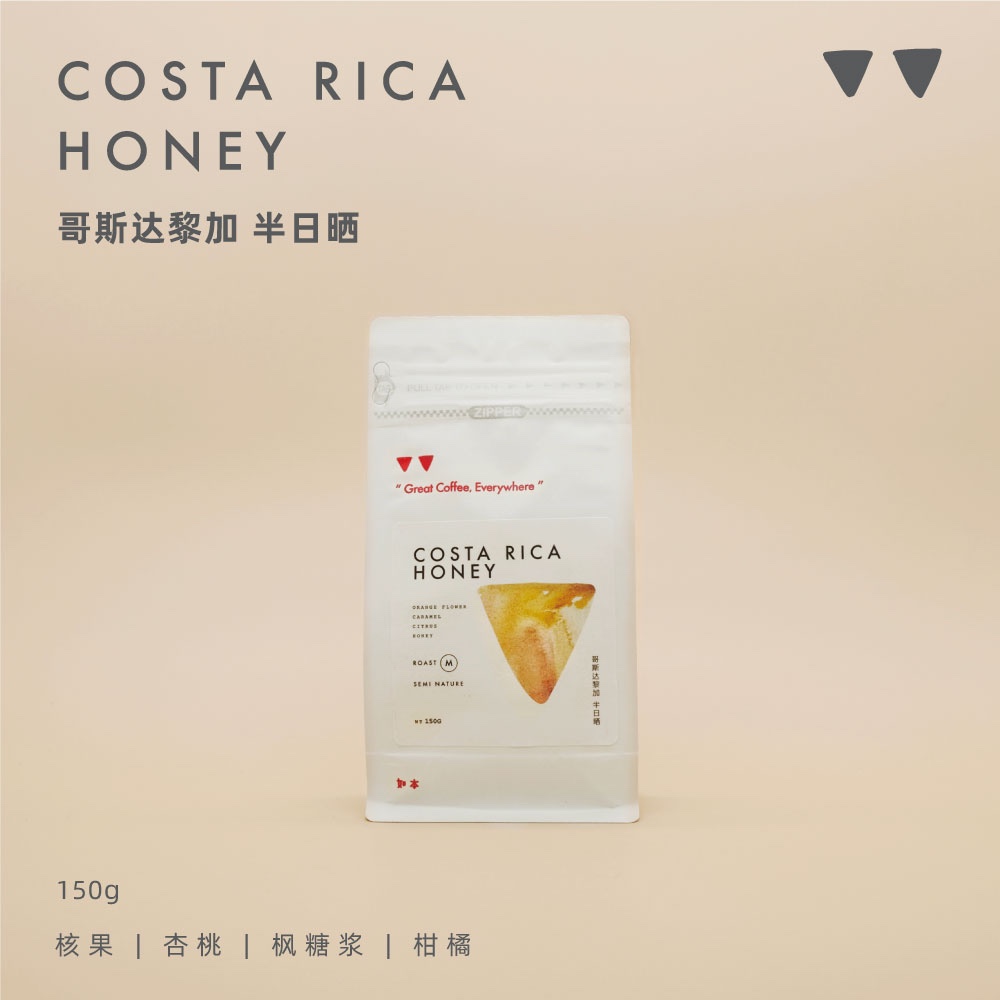 COSTA RICA
HONEY
哥斯达黎加 半日晒
PULL TAB TO OPEN
ZIPPER
“ Great Coffee, Everywhere ”
COSTA RICA
HONEY
ORANGE FLOWER
CARAMEL
CITRUS
HONEY
ROAST M
SEMI NATURE
哥斯达黎加 半日晒
NT 150G
如本
150g
核果 | 杏桃 | 枫糖浆 | 柑橘